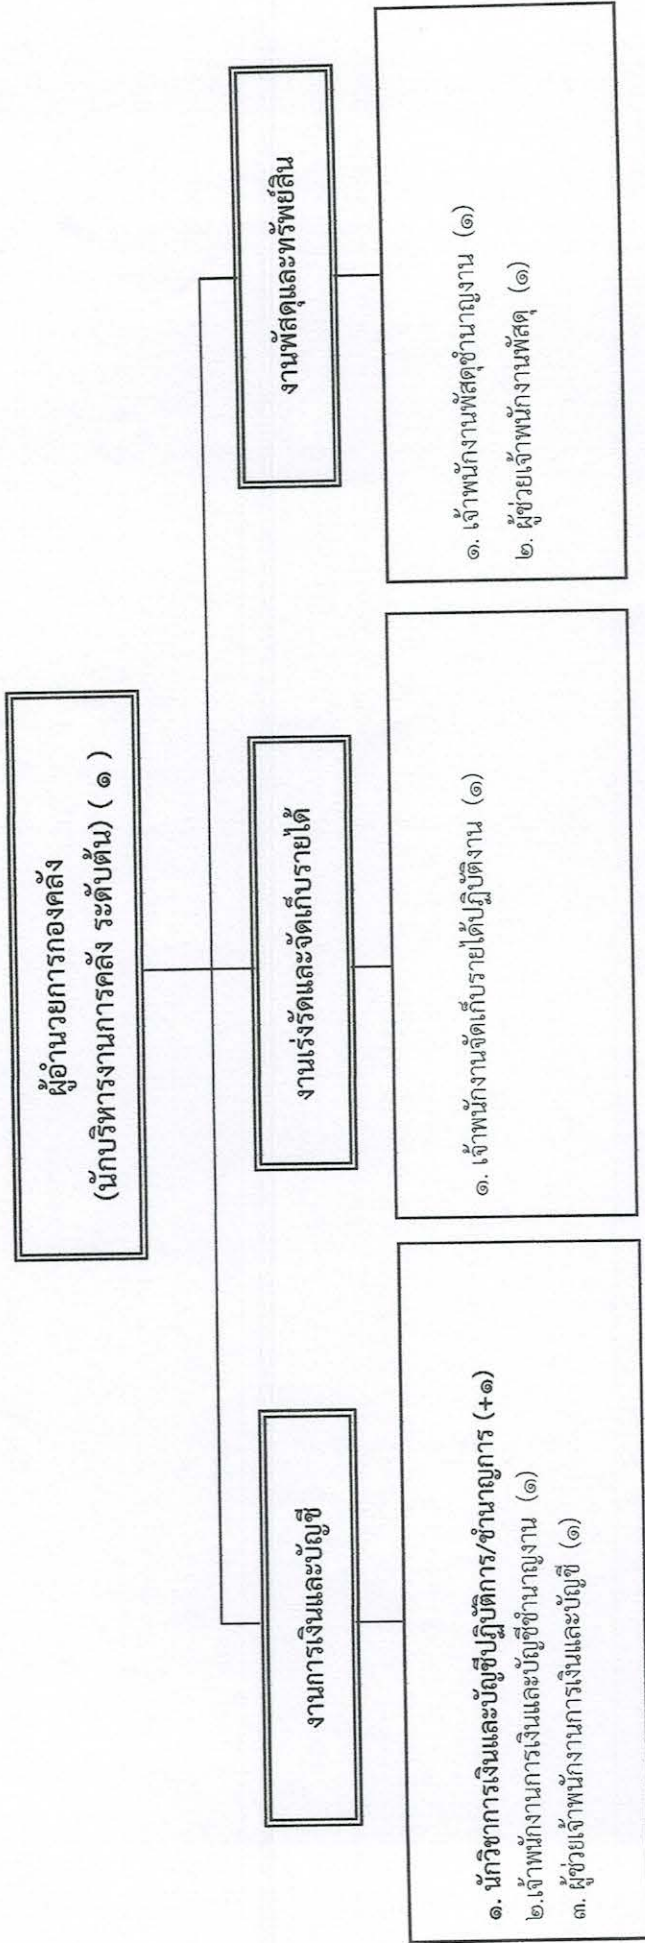 ผู้อำนวยการกองคลัง
(นักบริหารงานการคลัง ระดับต้น) ( ๑ )
งานการเงินและบัญชี
๑. นักวิชาการเงินและบัญชีปฏิบัติการ/ชำนาญการ (+๑)
๒.เจ้าพนักงานการเงินและบัญชีชำนาญงาน (๑)
๓. ผู้ช่วยเจ้าพนักงานการเงินและบัญชี (๑)
งานเร่งรัดและจัดเก็บรายได้
๑. เจ้าพนักงานจัดเก็บรายได้ปฏิบัติงาน (๑)
งานพัสดุและทรัพย์สิน
๑. เจ้าพนักงานพัสดุชำนาญงาน (๑)
๒. ผู้ช่วยเจ้าพนักงานพัสดุ (๑)